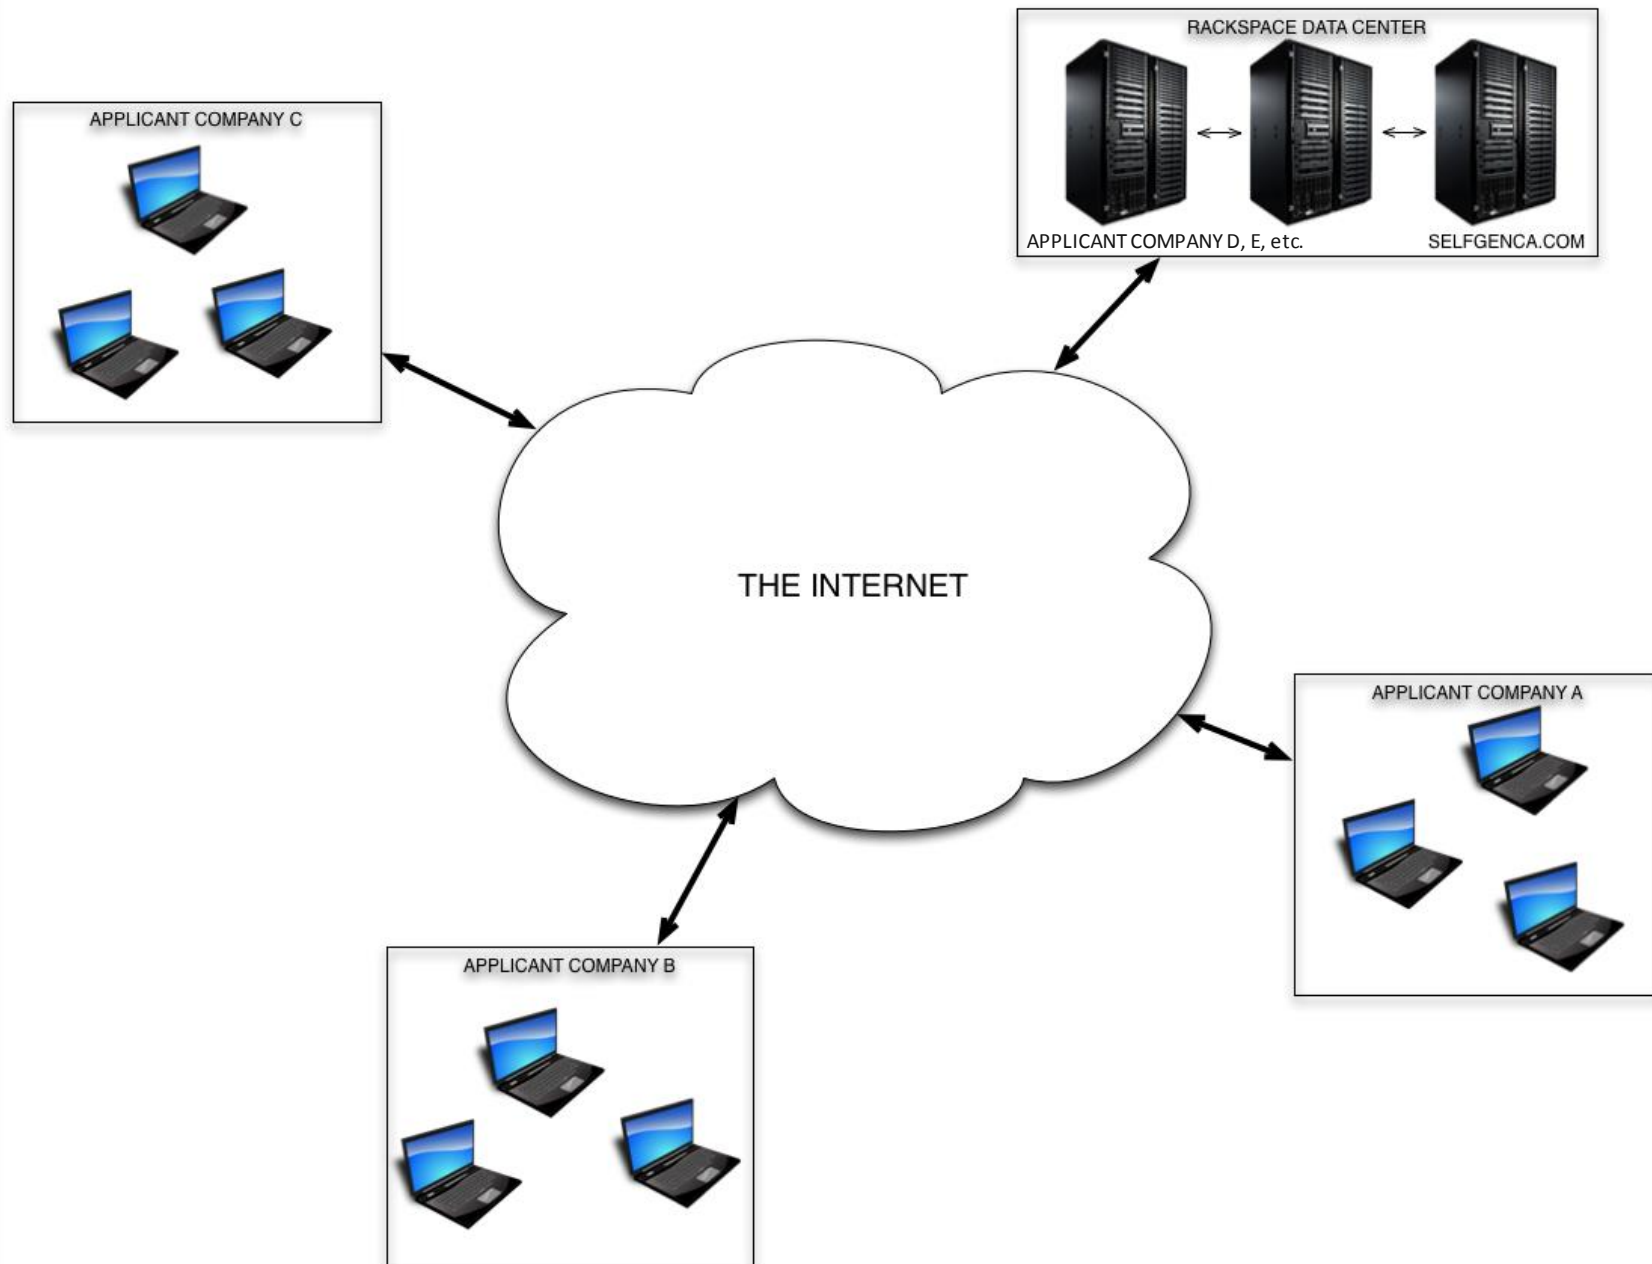 RACKSPACE DATA CENTER
APPLICANT COMPANY D, E, etc.
SELFGENCA.COM
APPLICANT COMPANY C
THE INTERNET
APPLICANT COMPANY A
APPLICANT COMPANY B